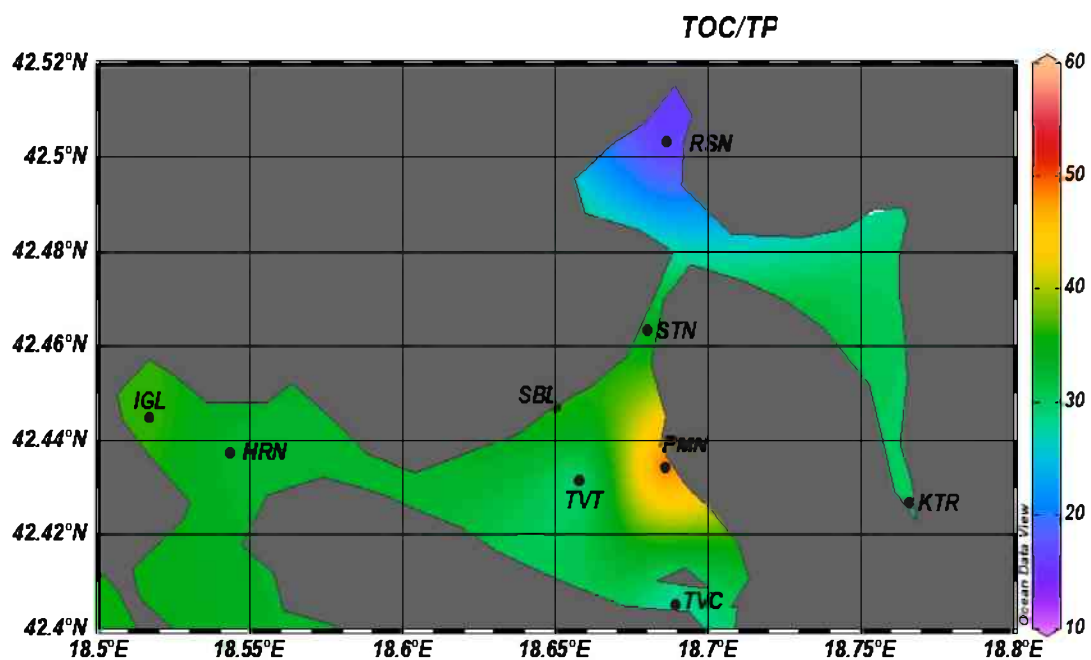 TOC/TP
42.52°N
42.5°N
42.48°N
42.46°N
42.44°N
42.42°N
42.4°N
18.5°E
18.55°E
18.6°E
18.65°E
18.7°E
18.75°E
18.8°E
RSN
STN
SBL
IGL
HRN
PMN
TVT
KTR
TVC
60
50
40
30
20
10
Ocean Data View